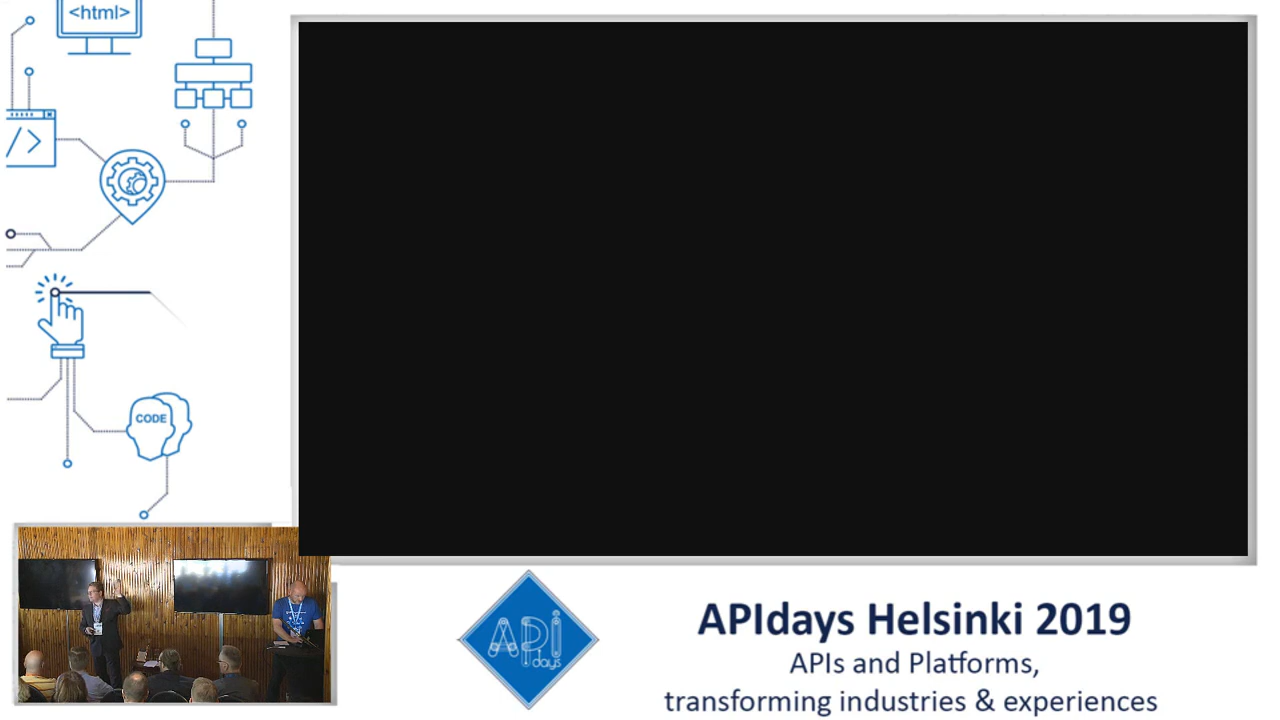 <html>
/>
CODE
API
days
APIdays Helsinki 2019
APIs and Platforms,
transforming industries & experiences